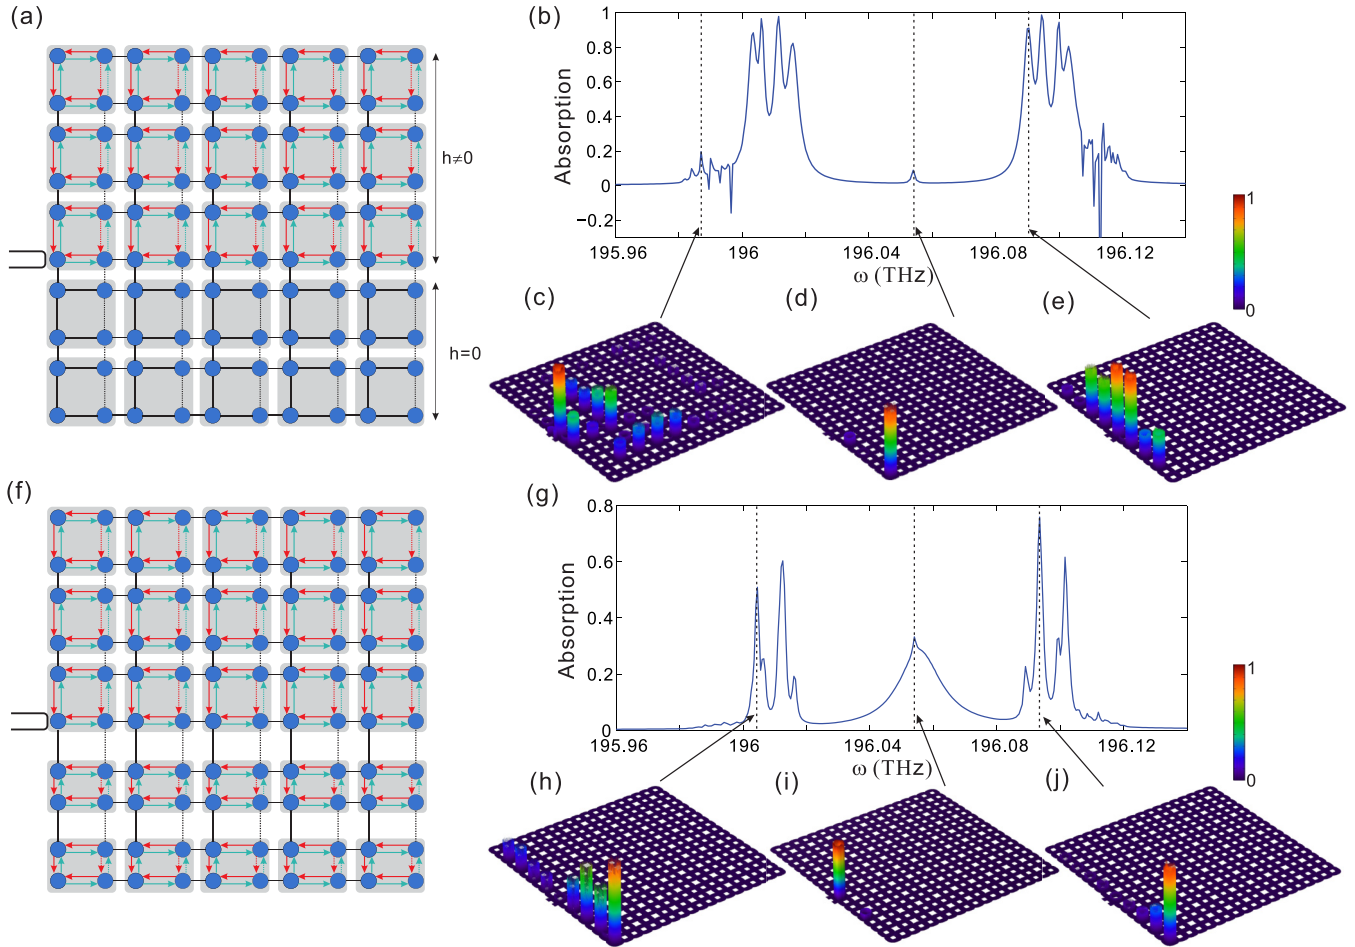 (a)
h≠0
h=0
(b)
Absorption
1
0.8
0.6
0.4
0.2
0
−0.2
195.96
196
196.04
196.08
196.12
ω (THz)
1
0
(c)
(d)
(e)
(f)
(g)
Absorption
0.8
0.6
0.4
0.2
0
195.96
196
196.04
196.08
196.12
ω (THz)
1
0
(h)
(i)
(j)